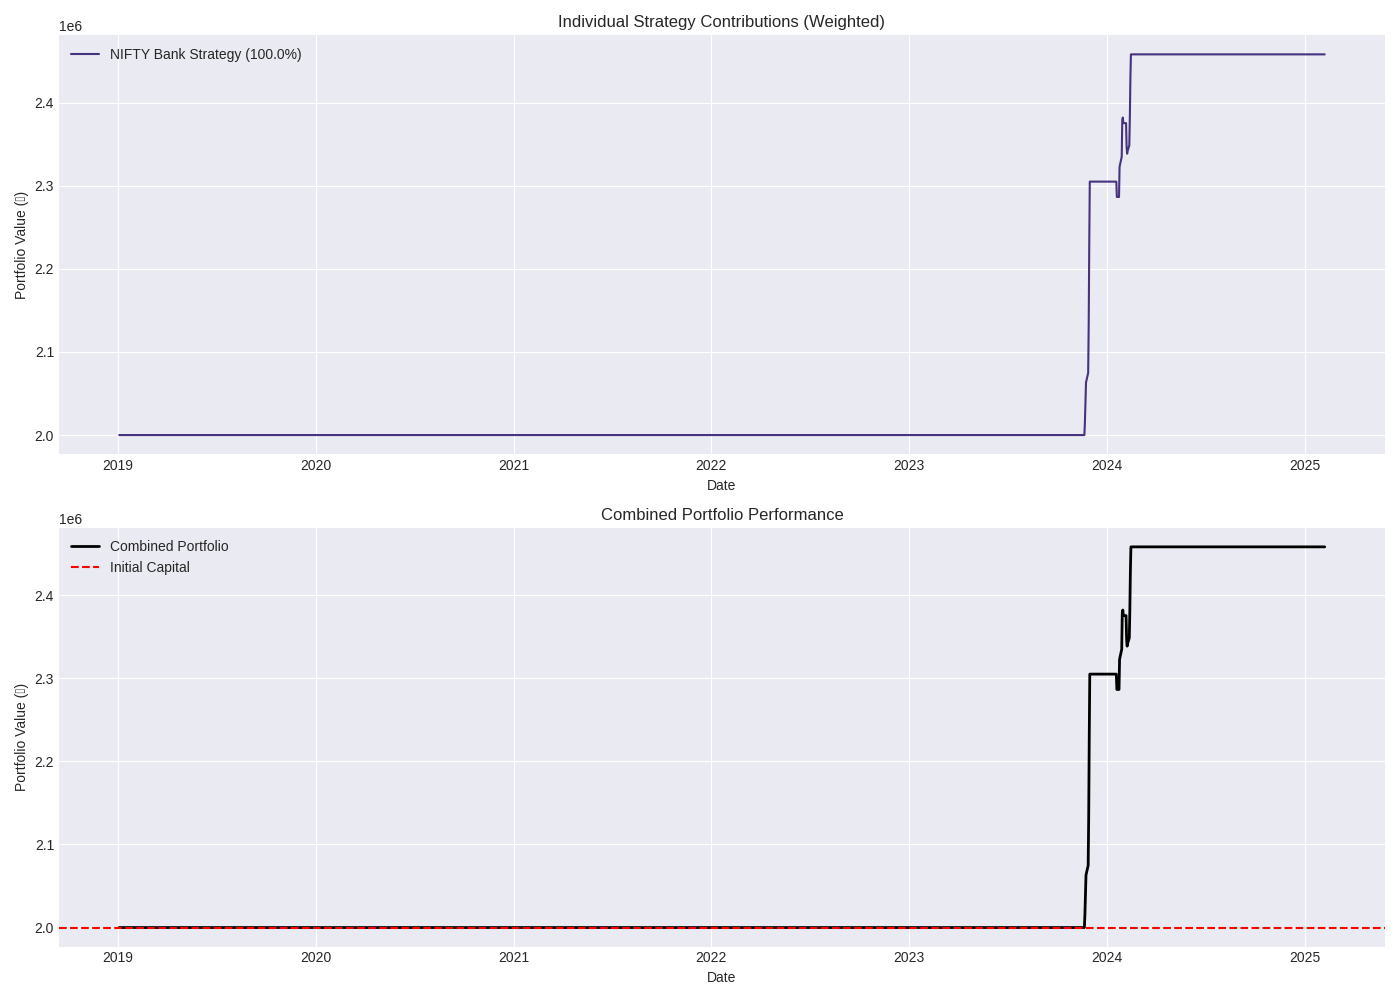 Individual Strategy Contributions (Weighted)
1e6
NIFTY Bank Strategy (100.0%)
2.4
2.3
2.2
2.1
2.0
Portfolio Value (▯)
2019 2020 2021 2022 2023 2024 2025
Date
Combined Portfolio Performance
1e6
Combined Portfolio
Initial Capital
2.4
2.3
2.2
2.1
2.0
Portfolio Value (▯)
2019 2020 2021 2022 2023 2024 2025
Date